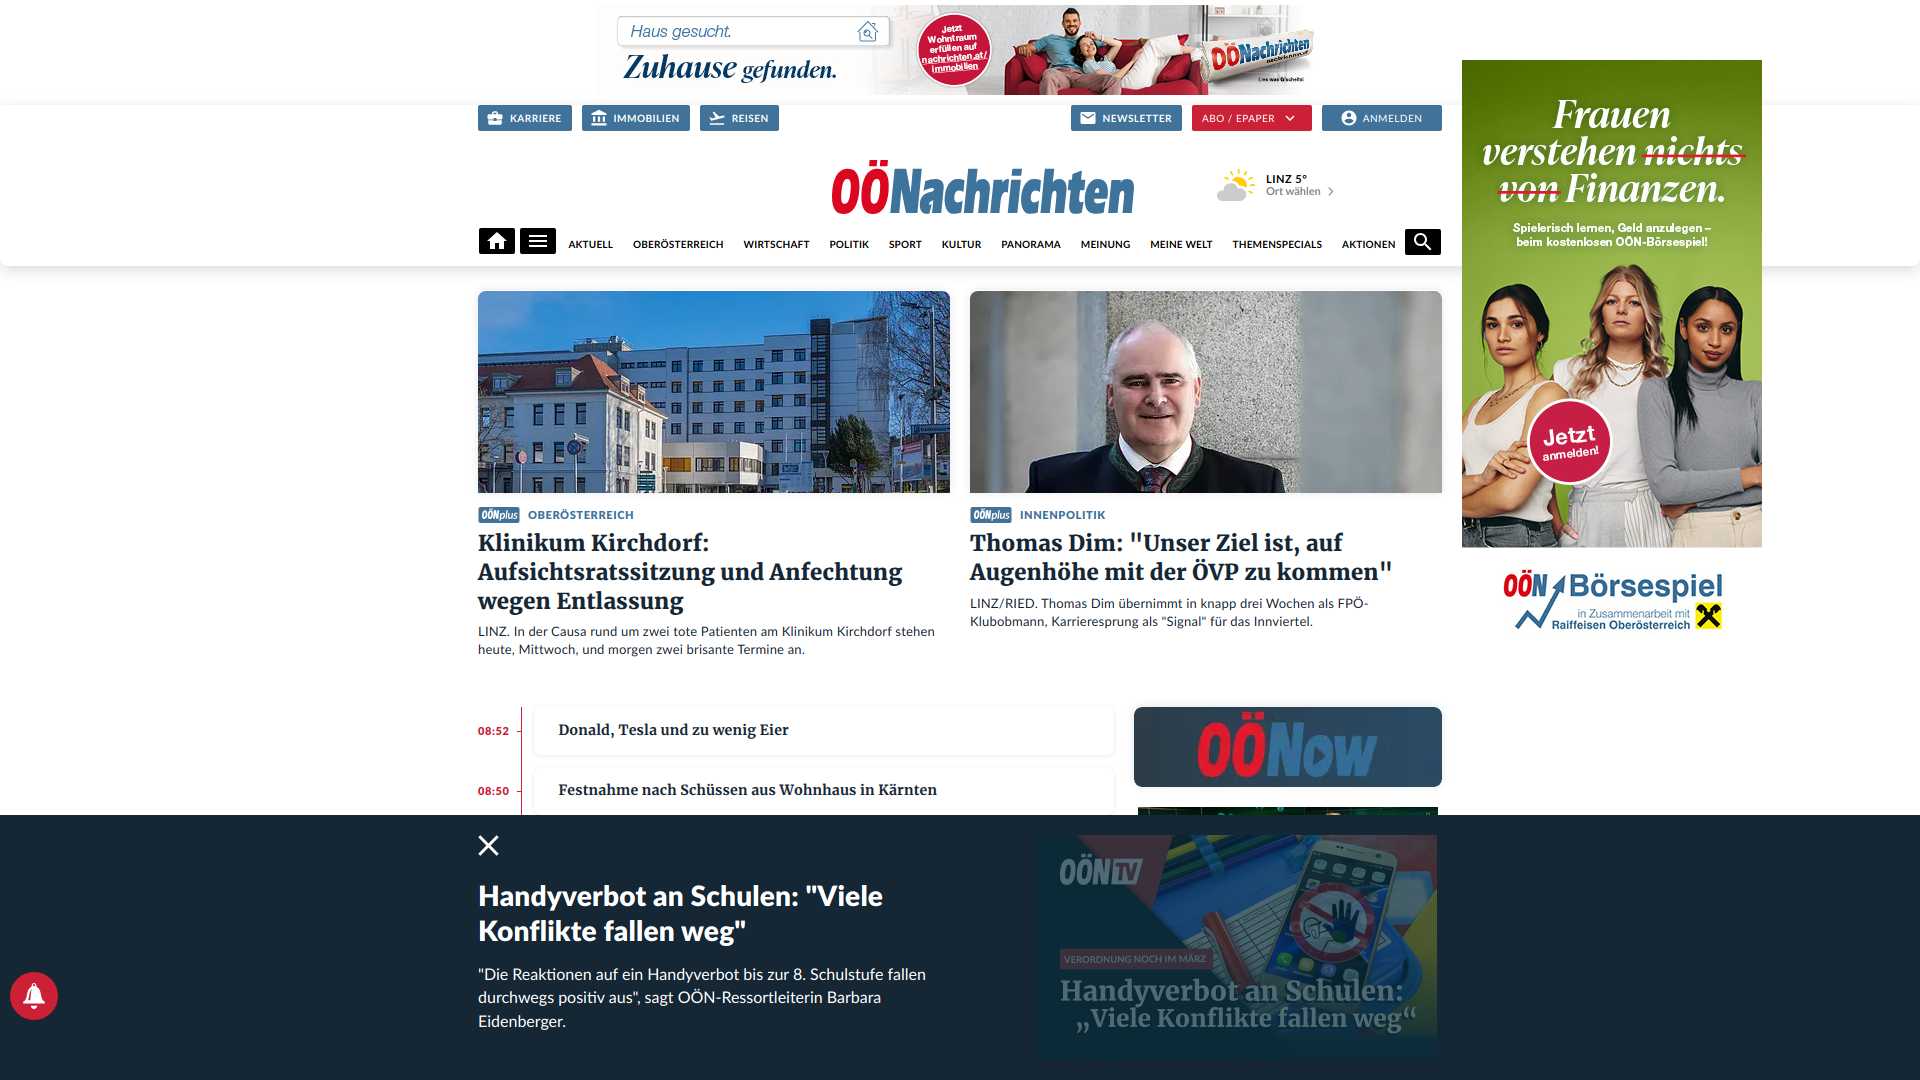 Haus gesucht.
Zuhause gefunden.
Jetzt
Wohntraum
erfüllen auf
nachrichten.at/
immobilien
OÖNachrichten
Lies was G'scheits!
KARRIERE
IMMOBILIEN
REISEN
NEWSLETTER
ABO / EPAPER
ANMELDEN
OÖNachrichten
LINZ 5°
Ort wählen
AKTUELL
OBERÖSTERREICH
WIRTSCHAFT
POLITIK
SPORT
KULTUR
PANORAMA
MEINUNG
MEINE WELT
THEMENSPECIALS
AKTIONEN
Frauen
verstehen nichts
von Finanzen.
Spielerisch lernen, Geld anzulegen –
beim kostenlosen OÖN-Börsespiel!
Jetzt
anmelden!
OÖN Börsespiel
in Zusammenarbeit mit
Raiffeisen Oberösterreich
OÖNplus OBERÖSTERREICH
Klinikum Kirchdorf:
Aufsichtsratssitzung und Anfechtung
wegen Entlassung
LINZ. In der Causa rund um zwei tote Patienten am Klinikum Kirchdorf stehen
heute, Mittwoch, und morgen zwei brisante Termine an.
OÖNplus INNENPOLITIK
Thomas Dim: "Unser Ziel ist, auf
Augenhöhe mit der ÖVP zu kommen"
LINZ/RIED. Thomas Dim übernimmt in knapp drei Wochen als FPÖ-
Klubobmann, Karrieresprung als "Signal" für das Innviertel.
08:52 Donald, Tesla und zu wenig Eier
08:50 Festnahme nach Schüssen aus Wohnhaus in Kärnten
OÖNow
Handyverbot an Schulen: "Viele
Konflikte fallen weg"
"Die Reaktionen auf ein Handyverbot bis zur 8. Schulstufe fallen
durchwegs positiv aus", sagt OÖN-Ressortleiterin Barbara
Eidenberger.
OÖN TV
VERORDNUNG NOCH IM MÄRZ
Handyverbot an Schulen:
„Viele Konflikte fallen weg“